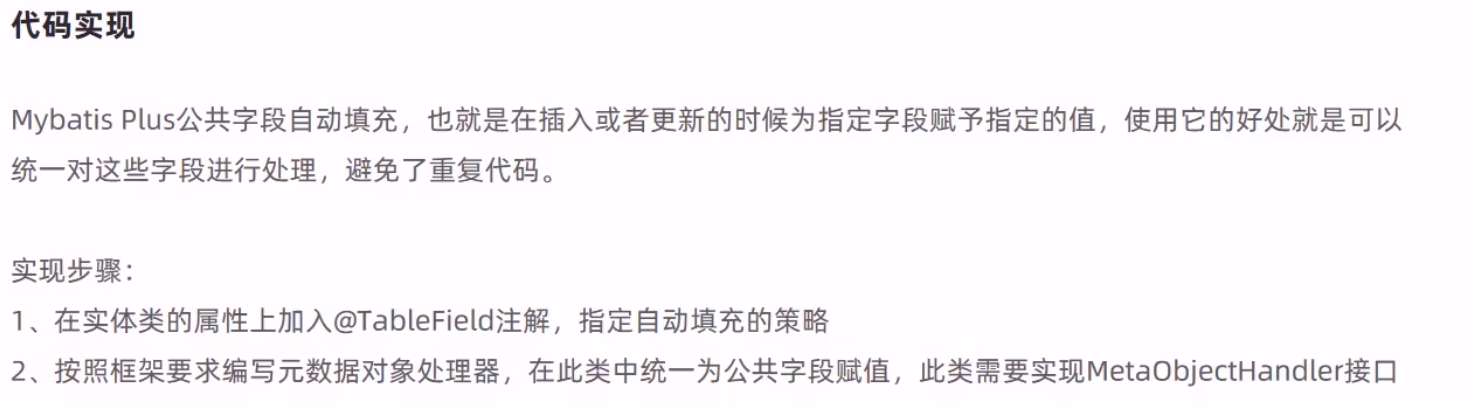 代码实现
Mybatis Plus公共字段自动填充，也就是在插入或者更新的时候为指定字段赋予指定的值，使用它的好处就是可以
统一对这些字段进行处理，避免了重复代码。
实现步骤：
1、在实体类的属性上加入@TableField注解，指定自动填充的策略
2、按照框架要求编写元数据对象处理器，在此类中统一为公共字段赋值，此类需要实现MetaObjectHandler接口